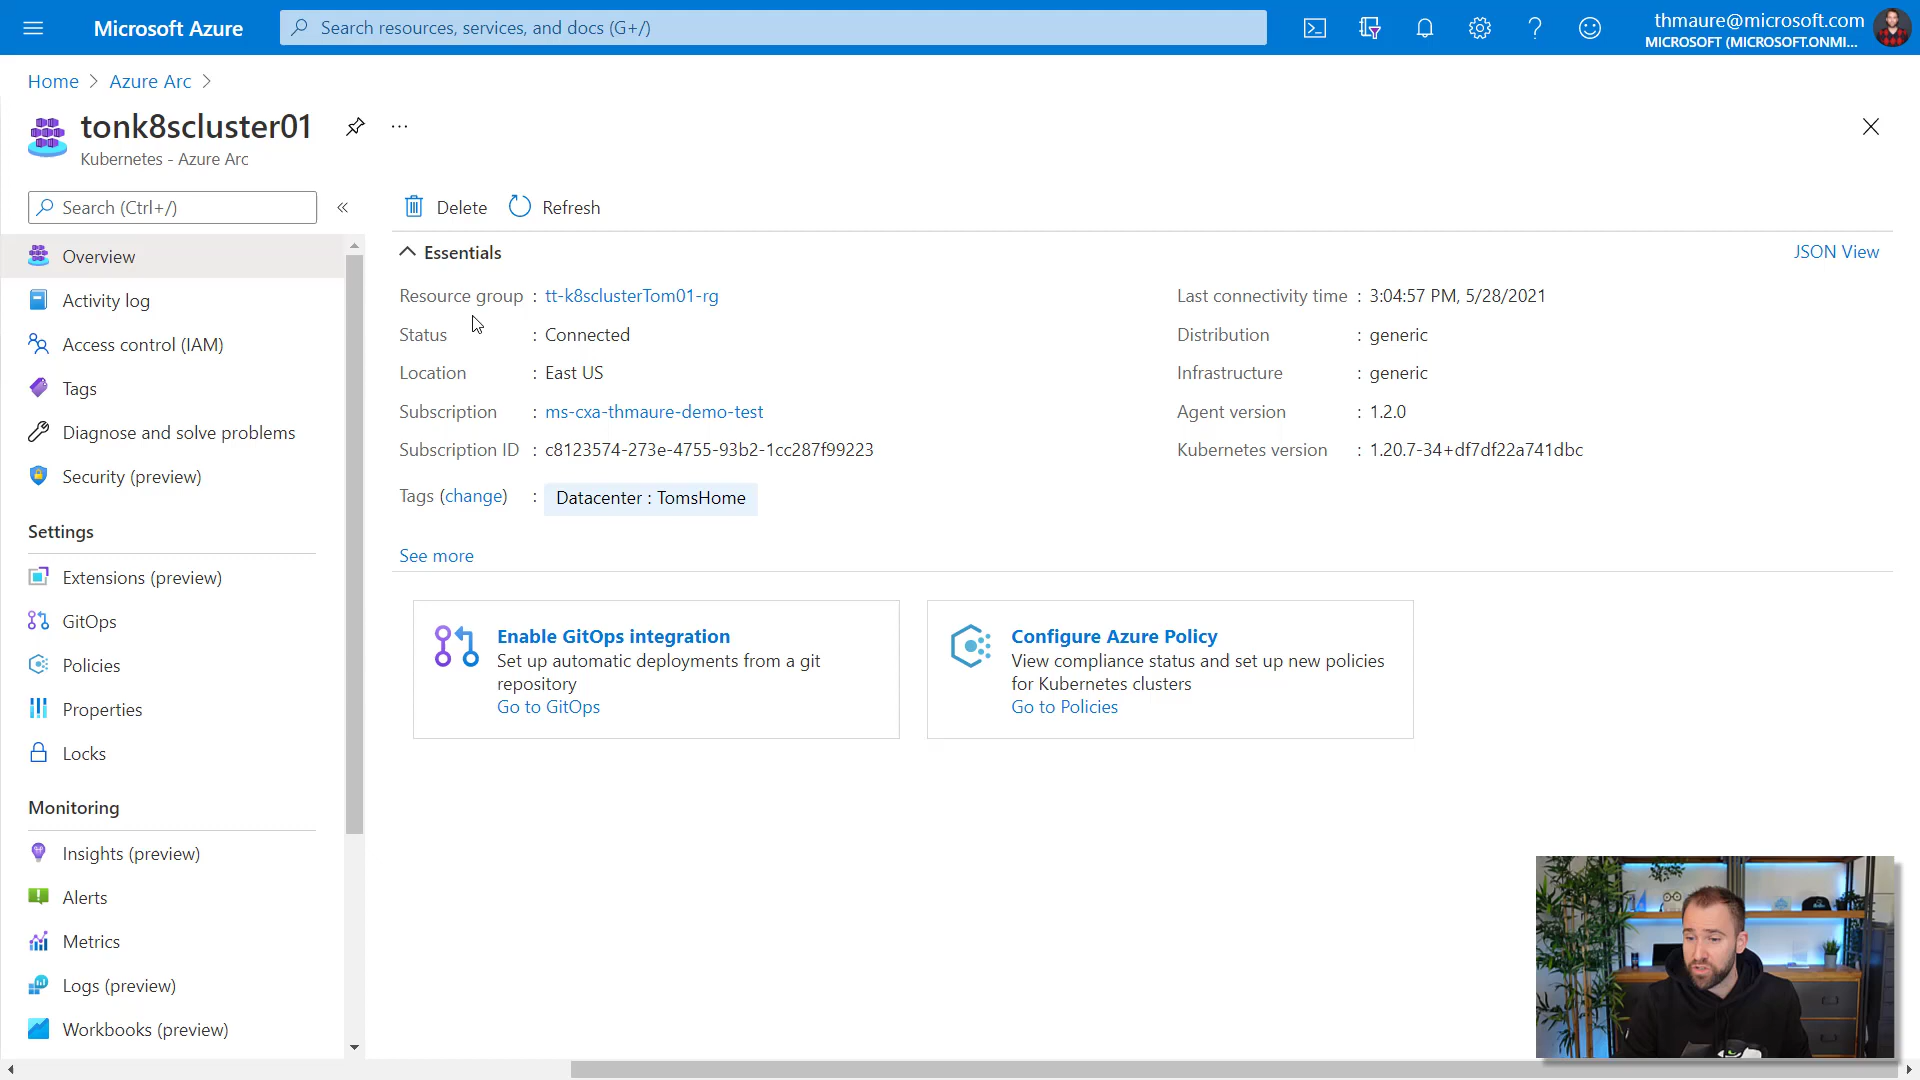 Microsoft Azure
Search resources, services, and docs (G+/)
thmaure@microsoft.com
MICROSOFT (MICROSOFT.ONMI...
Home > Azure Arc >
tonk8scluster01
...
Kubernetes - Azure Arc
Search (Ctrl+/)
«
Delete
Refresh
Overview
Activity log
Access control (IAM)
Tags
Diagnose and solve problems
Security (preview)
Settings
Extensions (preview)
GitOps
Policies
Properties
Locks
Monitoring
Insights (preview)
Alerts
Metrics
Logs (preview)
Workbooks (preview)
Essentials
JSON View
Resource group : tt-k8sclusterTom01-rg
Status : Connected
Location : East US
Subscription : ms-cxa-thmaure-demo-test
Subscription ID : c8123574-273e-4755-93b2-1cc287f99223
Tags (change) : Datacenter : TomsHome
Last connectivity time : 3:04:57 PM, 5/28/2021
Distribution : generic
Infrastructure : generic
Agent version : 1.2.0
Kubernetes version : 1.20.7-34+df7df22a741dbc
See more
Enable GitOps integration
Set up automatic deployments from a git
repository
Go to GitOps
Configure Azure Policy
View compliance status and set up new policies
for Kubernetes clusters
Go to Policies